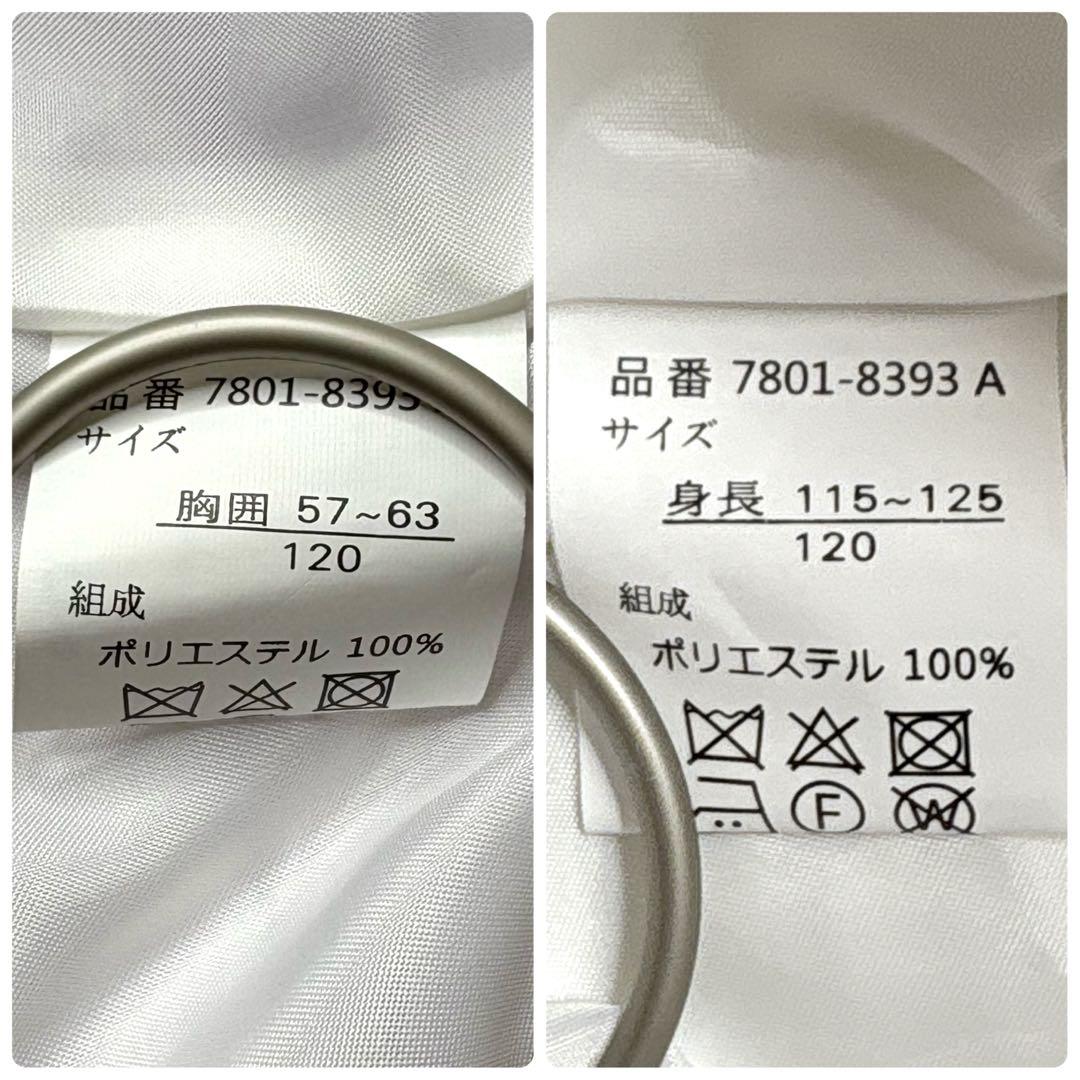 品番 7801-8393
サイズ
胸囲 57~63
120
組成
ポリエステル 100%
品番 7801-8393 A
サイズ
身長 115~125
120
組成
ポリエステル 100%
F
W